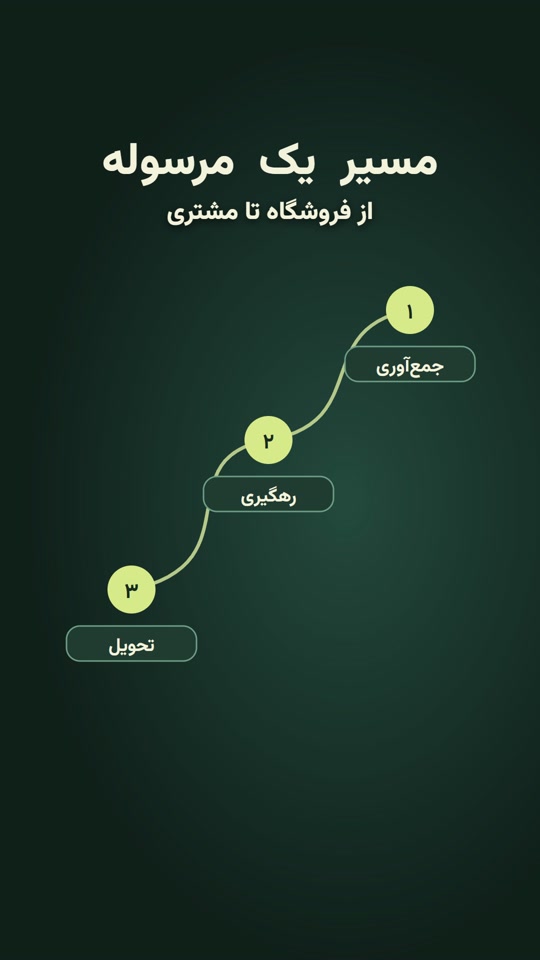 مسیر یک مرسوله
از فروشگاه تا مشتری
۱
جمع‌آوری
۲
رهگیری
۳
تحویل